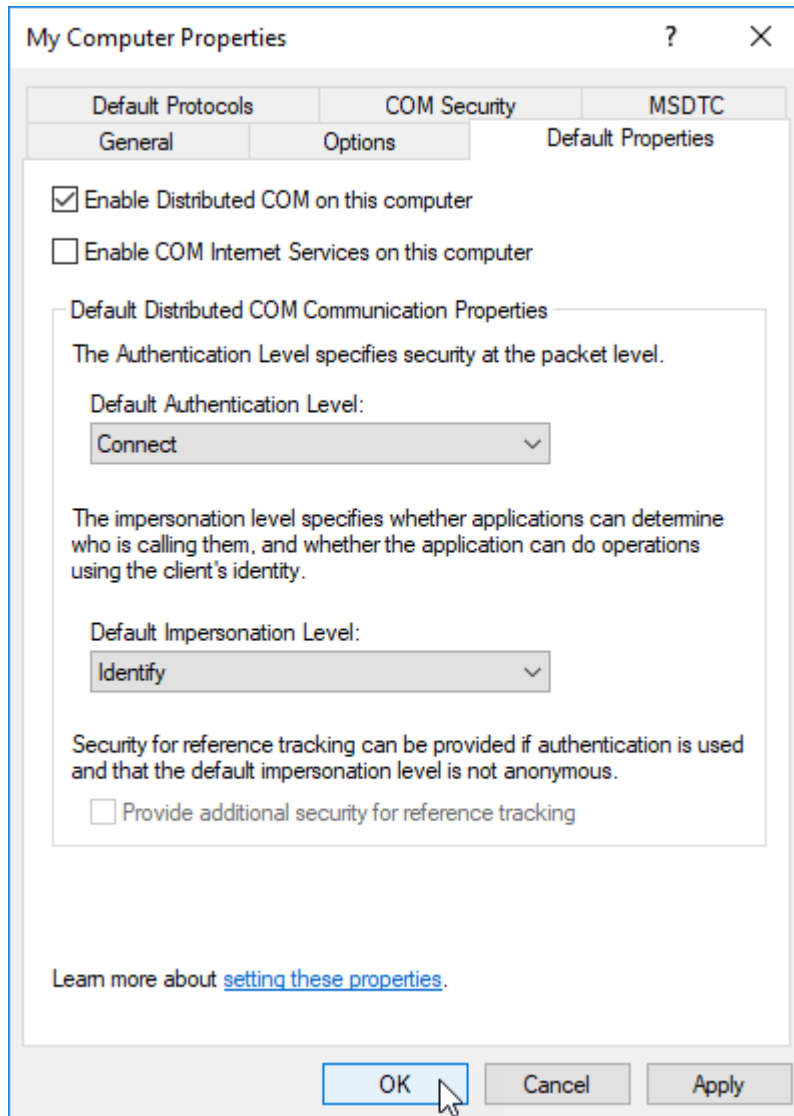 My Computer Properties
?
Default Protocols
COM Security
MSDTC
General
Options
Default Properties
Enable Distributed COM on this computer
Enable COM Internet Services on this computer
Default Distributed COM Communication Properties
The Authentication Level specifies security at the packet level.
Default Authentication Level:
Connect
The impersonation level specifies whether applications can determine
who is calling them, and whether the application can do operations
using the client's identity.
Default Impersonation Level:
Identify
Security for reference tracking can be provided if authentication is used
and that the default impersonation level is not anonymous.
Provide additional security for reference tracking
Learn more about setting these properties.
OK
Cancel
Apply